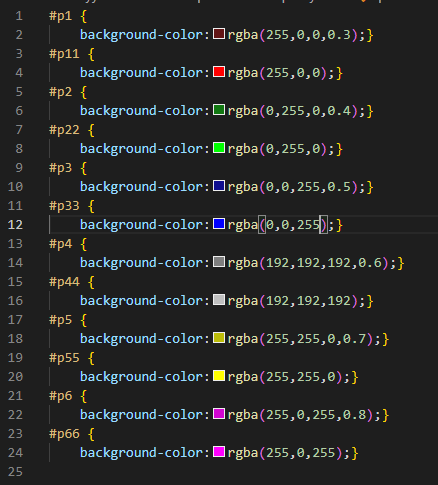 1 #p1 {
2 background-color:rgba(255,0,0,0.3);}
3 #p11 {
4 background-color:rgba(255,0,0);}
5 #p2 {
6 background-color:rgba(0,255,0,0.4);}
7 #p22 {
8 background-color:rgba(0,255,0);}
9 #p3 {
10 background-color:rgba(0,0,255,0.5);}
11 #p33 {
12 background-color:rgba(0,0,255);}
13 #p4 {
14 background-color:rgba(192,192,192,0.6);}
15 #p44 {
16 background-color:rgba(192,192,192);}
17 #p5 {
18 background-color:rgba(255,255,0,0.7);}
19 #p55 {
20 background-color:rgba(255,255,0);}
21 #p6 {
22 background-color:rgba(255,0,255,0.8);}
23 #p66 {
24 background-color:rgba(255,0,255);}
25